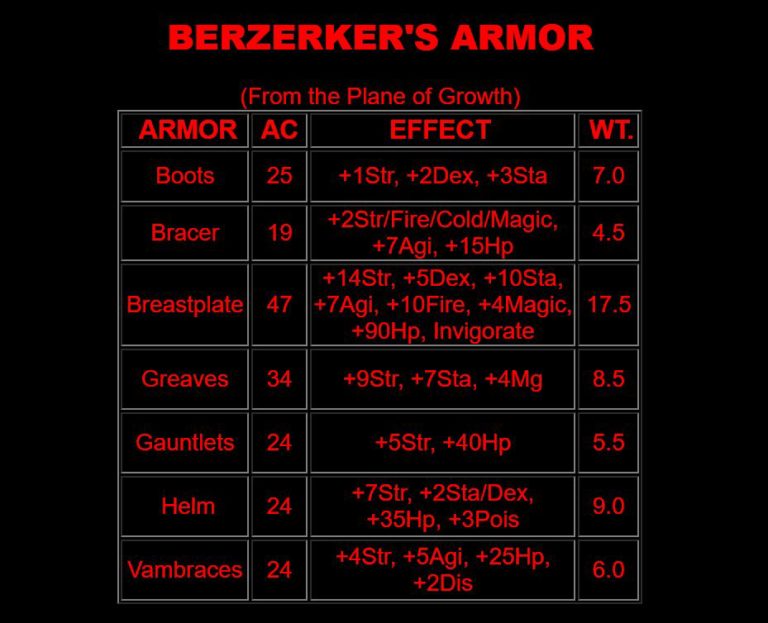 BERZERKER'S ARMOR
(From the Plane of Growth)
ARMOR AC EFFECT WT.
Boots 25 +1Str, +2Dex, +3Sta 7.0
Bracer 19 +2Str/Fire/Cold/Magic, +7Agi, +15Hp 4.5
Breastplate 47 +14Str, +5Dex, +10Sta, +7Agi, +10Fire, +4Magic, +90Hp, Invigorate 17.5
Greaves 34 +9Str, +7Sta, +4Mg 8.5
Gauntlets 24 +5Str, +40Hp 5.5
Helm 24 +7Str, +2Sta/Dex, +35Hp, +3Pois 9.0
Vambraces 24 +4Str, +5Agi, +25Hp, +2Dis 6.0